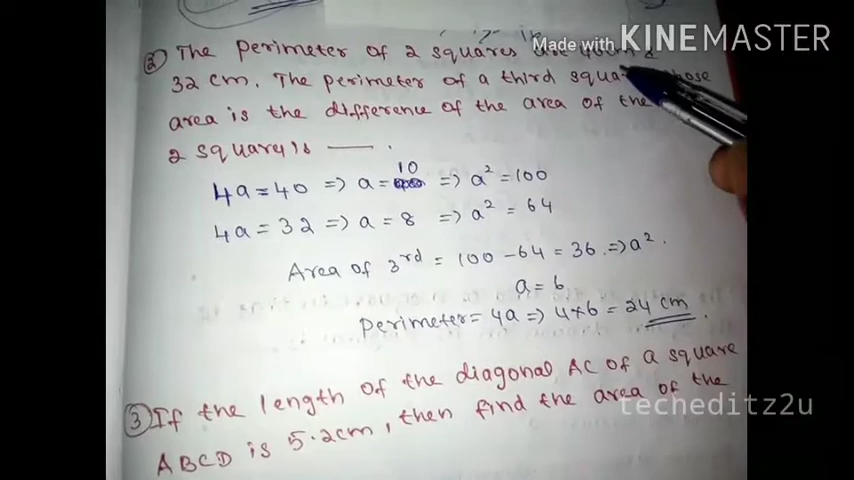 Made with KINEMASTER
② The perimeter of 2 squares are 40cm &
32 cm. The perimeter of a third square whose
area is the difference of the area of the
2 squares is —— .
4a = 40 => a = 10 => a² = 100
4a = 32 => a = 8 => a² = 64
Area of 3rd = 100 - 64 = 36 .=> a² .
a = 6
Perimeter = 4a => 4×6 = 24 cm .
③ If the length of the diagonal AC of a square
ABCD is 5.2cm, then find the area of the
techeditz2u